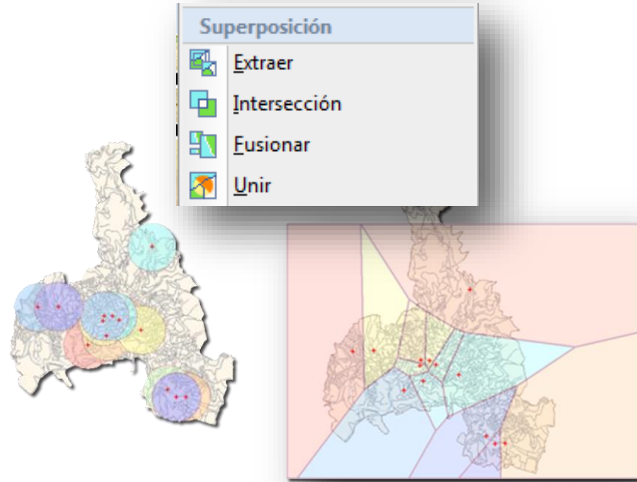 Superposición
Extraer
Intersección
Fusionar
Unir